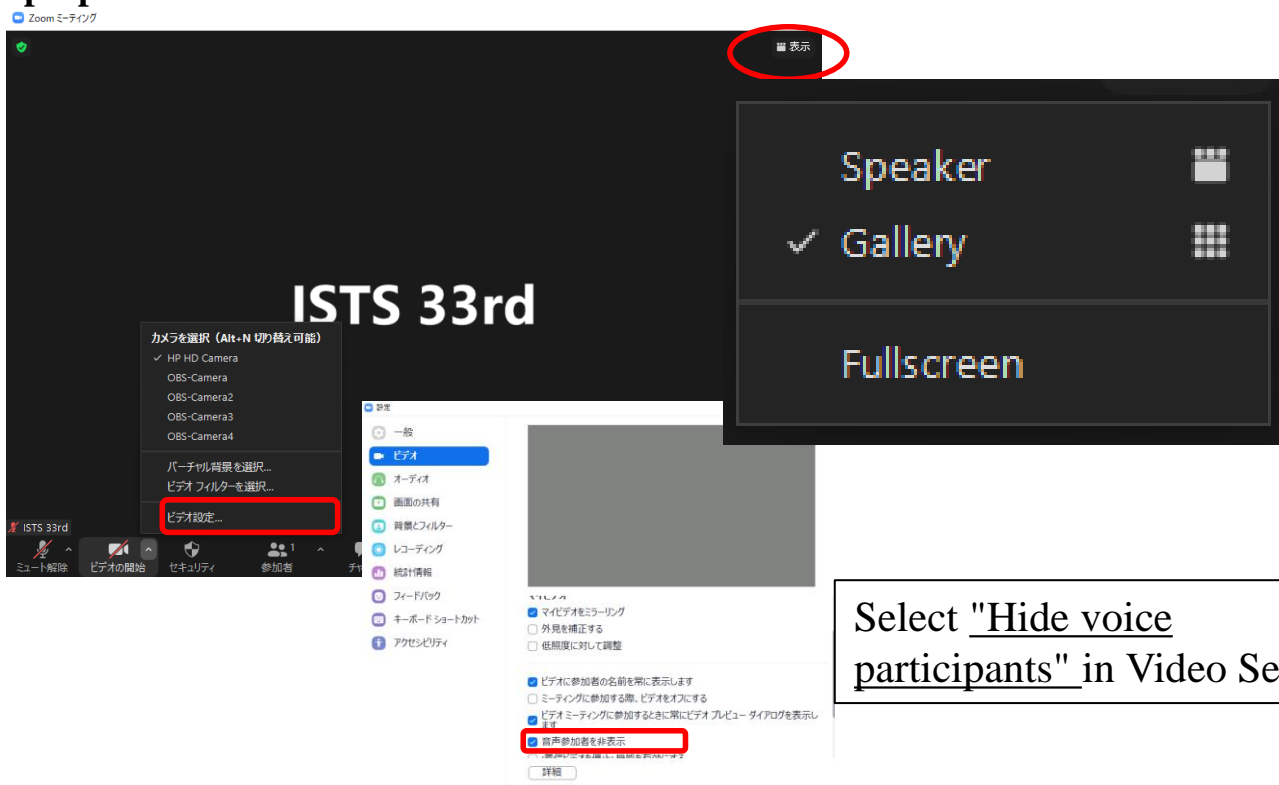 Zoom ミーティング
表示
Speaker
Gallery
Fullscreen
ISTS 33rd
カメラを選択（Alt+N 切り替え可能）
HP HD Camera
OBS-Camera
OBS-Camera2
OBS-Camera3
OBS-Camera4
バーチャル背景を選択...
ビデオ フィルターを選択...
ビデオ設定...
ISTS 33rd
ミュート解除
ビデオの開始
セキュリティ
1
参加者
設定
一般
ビデオ
オーディオ
画面の共有
背景とフィルター
レコーディング
統計情報
フィードバック
キーボード ショートカット
アクセシビリティ
マイビデオをミラーリング
外見を補正する
低照度に対して調整
ビデオに参加者の名前を常に表示します
ミーティングに参加する際、ビデオをオフにする
ビデオ ミーティングに参加するときに常にビデオ プレビュー ダイアログを表示し
ます
音声参加者を非表示
詳細
Select "Hide voice
participants" in Video Se